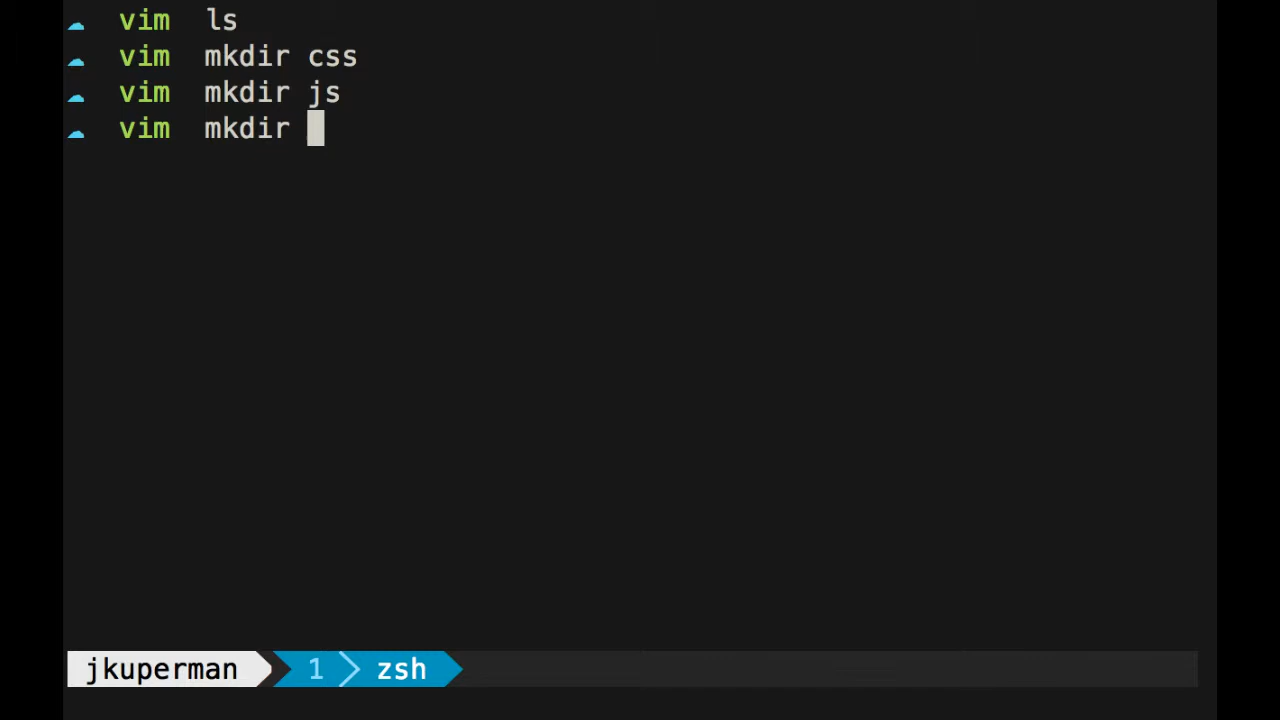 ☁ vim ls
☁ vim mkdir css
☁ vim mkdir js
☁ vim mkdir
jkuperman 1 zsh